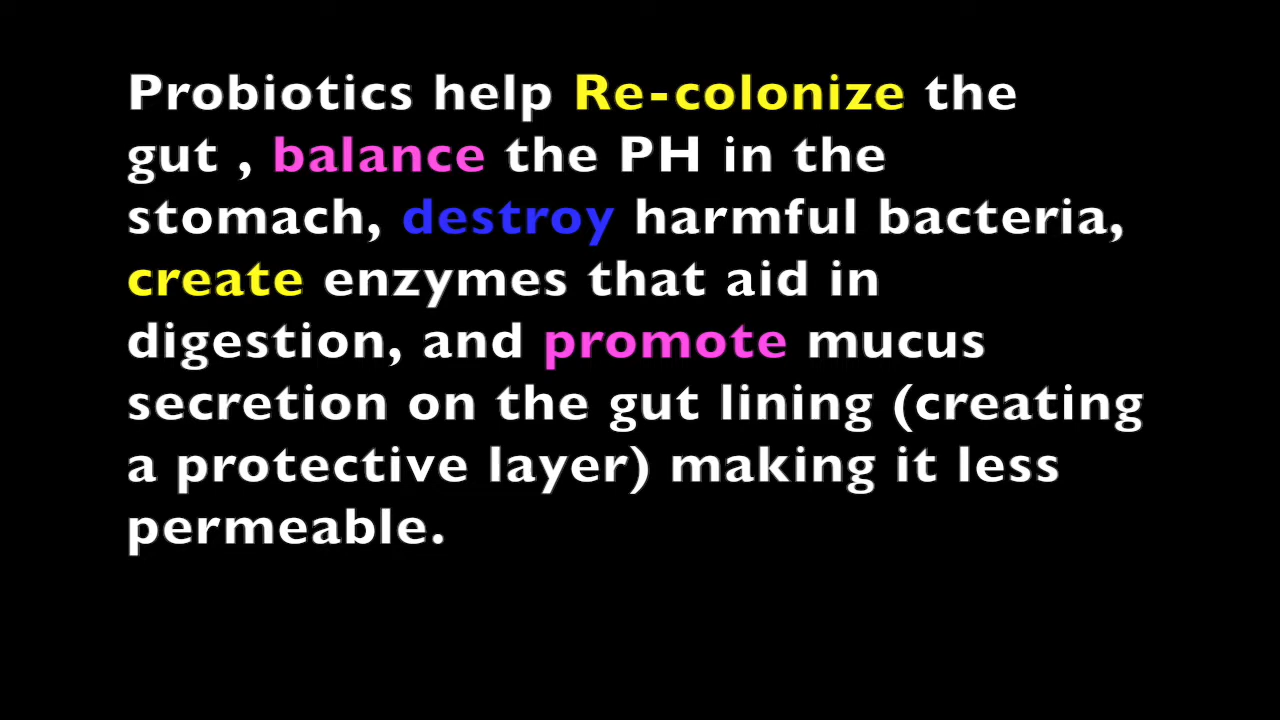 Probiotics help Re-colonize the
gut , balance the PH in the
stomach, destroy harmful bacteria,
create enzymes that aid in
digestion, and promote mucus
secretion on the gut lining (creating
a protective layer) making it less
permeable.